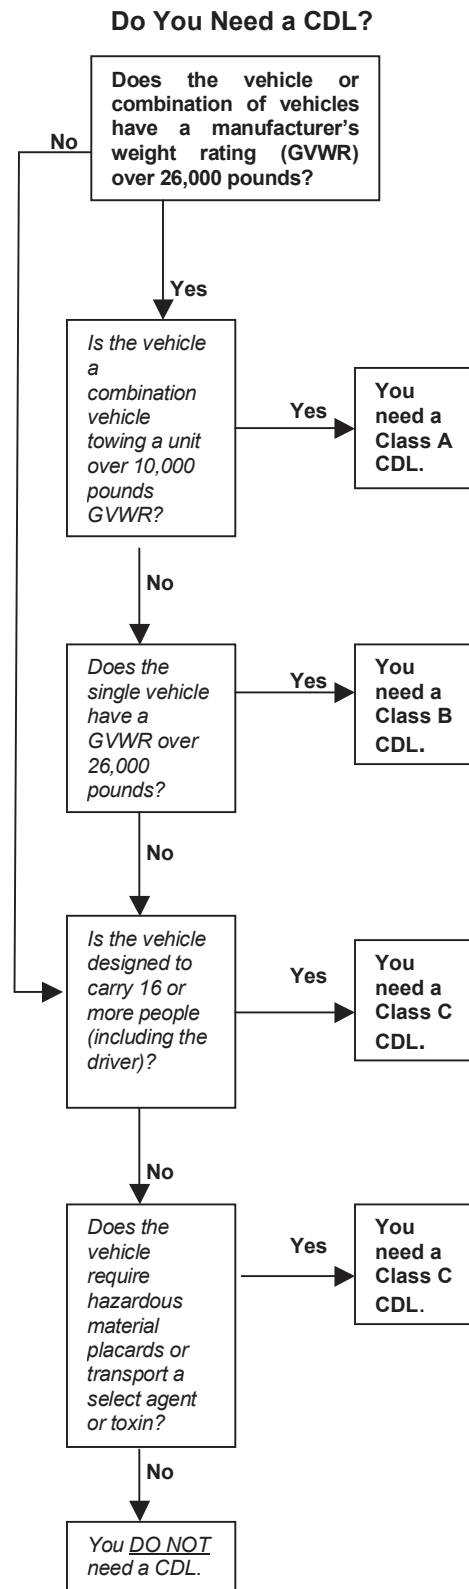 Do You Need a CDL?
Does the vehicle or
combination of vehicles
have a manufacturer's
weight rating (GVWR)
over 26,000 pounds?
No
Yes
Is the vehicle
a
combination
vehicle
towing a unit
over 10,000
pounds
GVWR?
Yes
You
need a
Class A
CDL.
No
Does the
single vehicle
have a
GVWR over
26,000
pounds?
Yes
You
need a
Class B
CDL.
No
Is the vehicle
designed to
carry 16 or
more people
(including the
driver)?
Yes
You
need a
Class C
CDL.
No
Does the
vehicle
require
hazardous
material
placards or
transport a
select agent
or toxin?
Yes
You
need a
Class C
CDL.
No
You DO NOT
need a CDL.